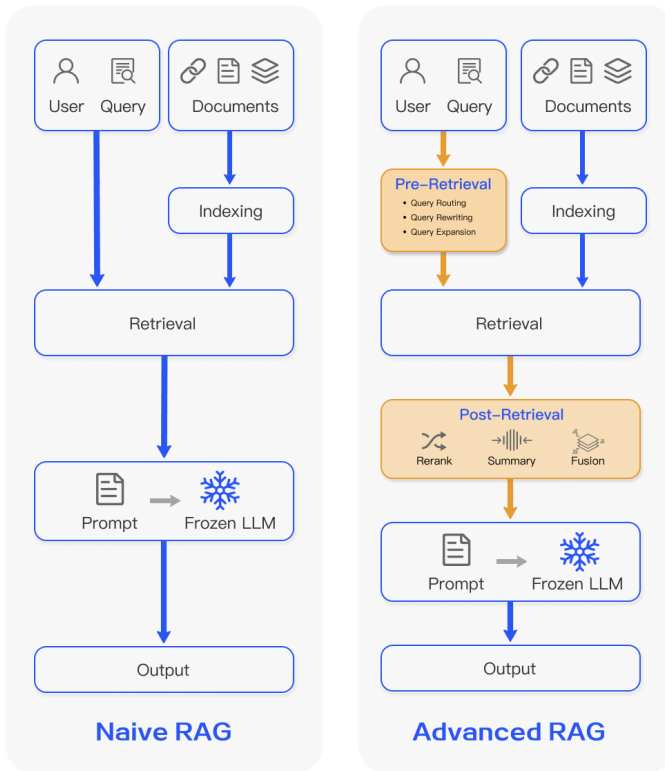 User Query
Documents
Indexing
Retrieval
Prompt
Frozen LLM
Output
Naive RAG
User Query
Documents
Pre-Retrieval
• Query Routing
• Query Rewriting
• Query Expansion
Indexing
Retrieval
Post-Retrieval
Rerank
Summary
Fusion
Prompt
Frozen LLM
Output
Advanced RAG